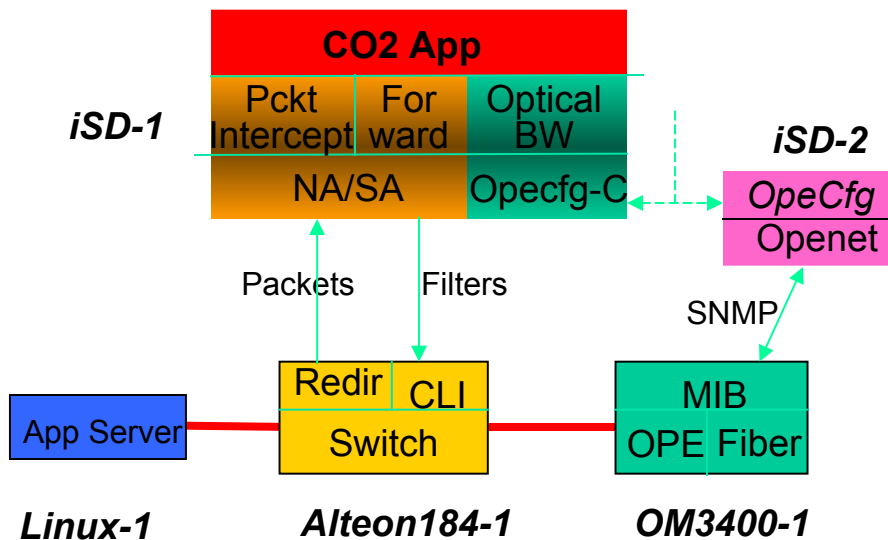 CO2 App
iSD-1
Pckt
Intercept
For
ward
Optical
BW
NA/SA
Opecfg-C
iSD-2
OpeCfg
Openet
Packets
Filters
SNMP
App Server
Redir
CLI
Switch
MIB
OPE
Fiber
Linux-1
Alteon184-1
OM3400-1